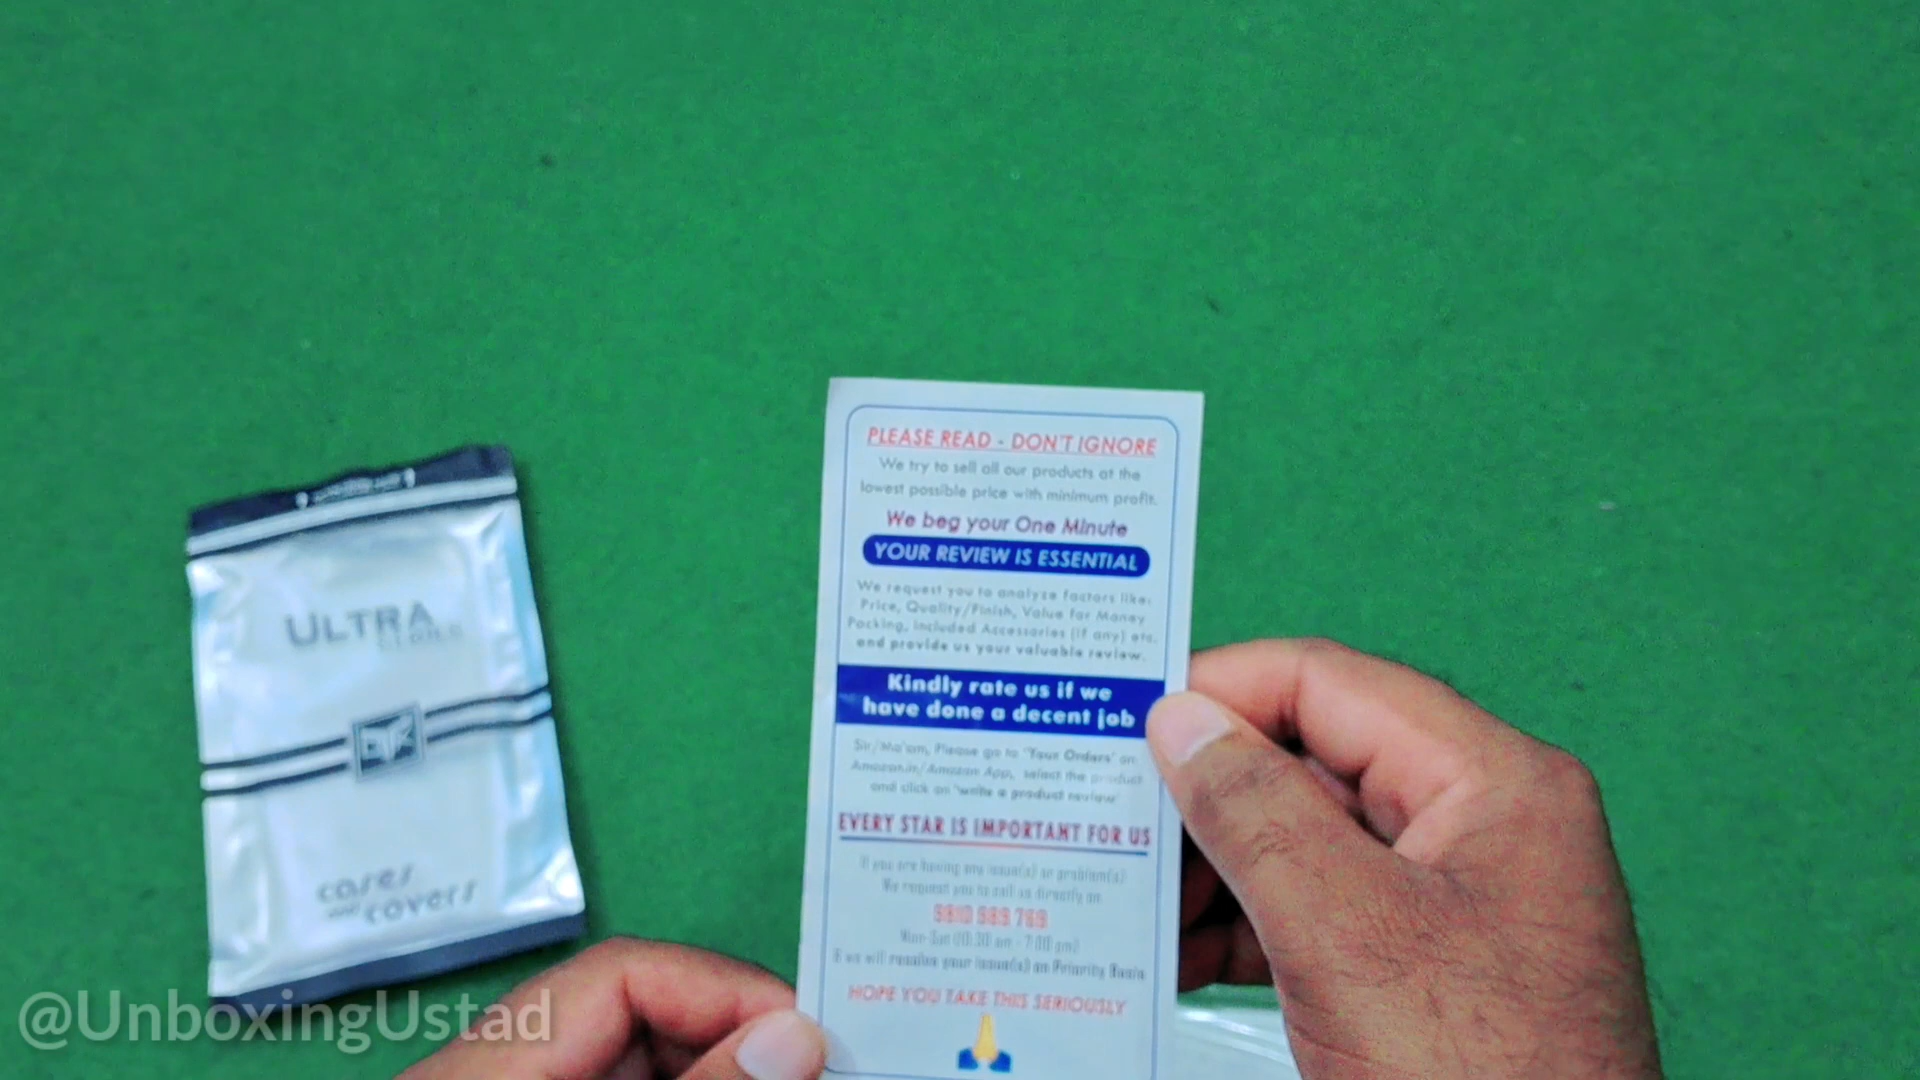 PLEASE READ - DON'T IGNORE
We try to sell all our products at the
lowest possible price with minimum profit.
We beg your One Minute
YOUR REVIEW IS ESSENTIAL
We request you to analyze factors like:
Price, Quality/Finish, Value for Money
Packing, Included Accessories (if any) etc.
and provide us your valuable review.
Kindly rate us if we
have done a decent job
Sir/Ma'am, Please go to "Your Orders" on
Amazon.in/Amazon App, select the product
and click on "write a product review"
EVERY STAR IS IMPORTANT FOR US
If you are having any issue(s) or problem(s)
We request you to call us directly on
Mon-Sat (10:30 am - 7:00 pm)
& we will resolve your issue(s) on Priority Basis
HOPE YOU TAKE THIS SERIOUSLY
ULTRA
cases
and covers
@UnboxingUstad